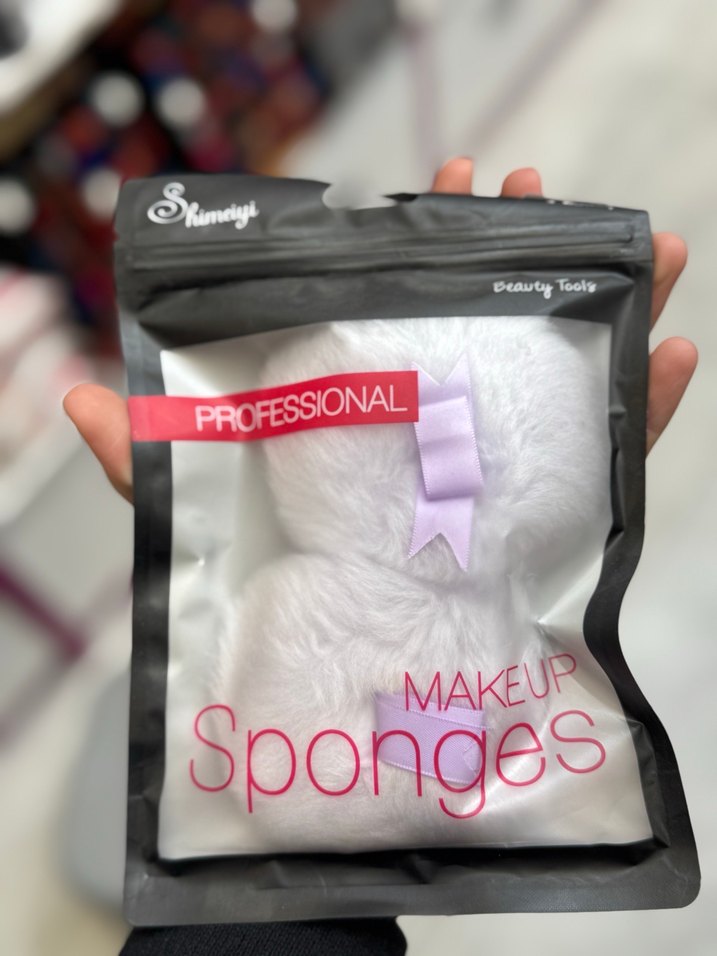 Shimeiyi
Beauty Tools
PROFESSIONAL
MAKEUP
Sponges